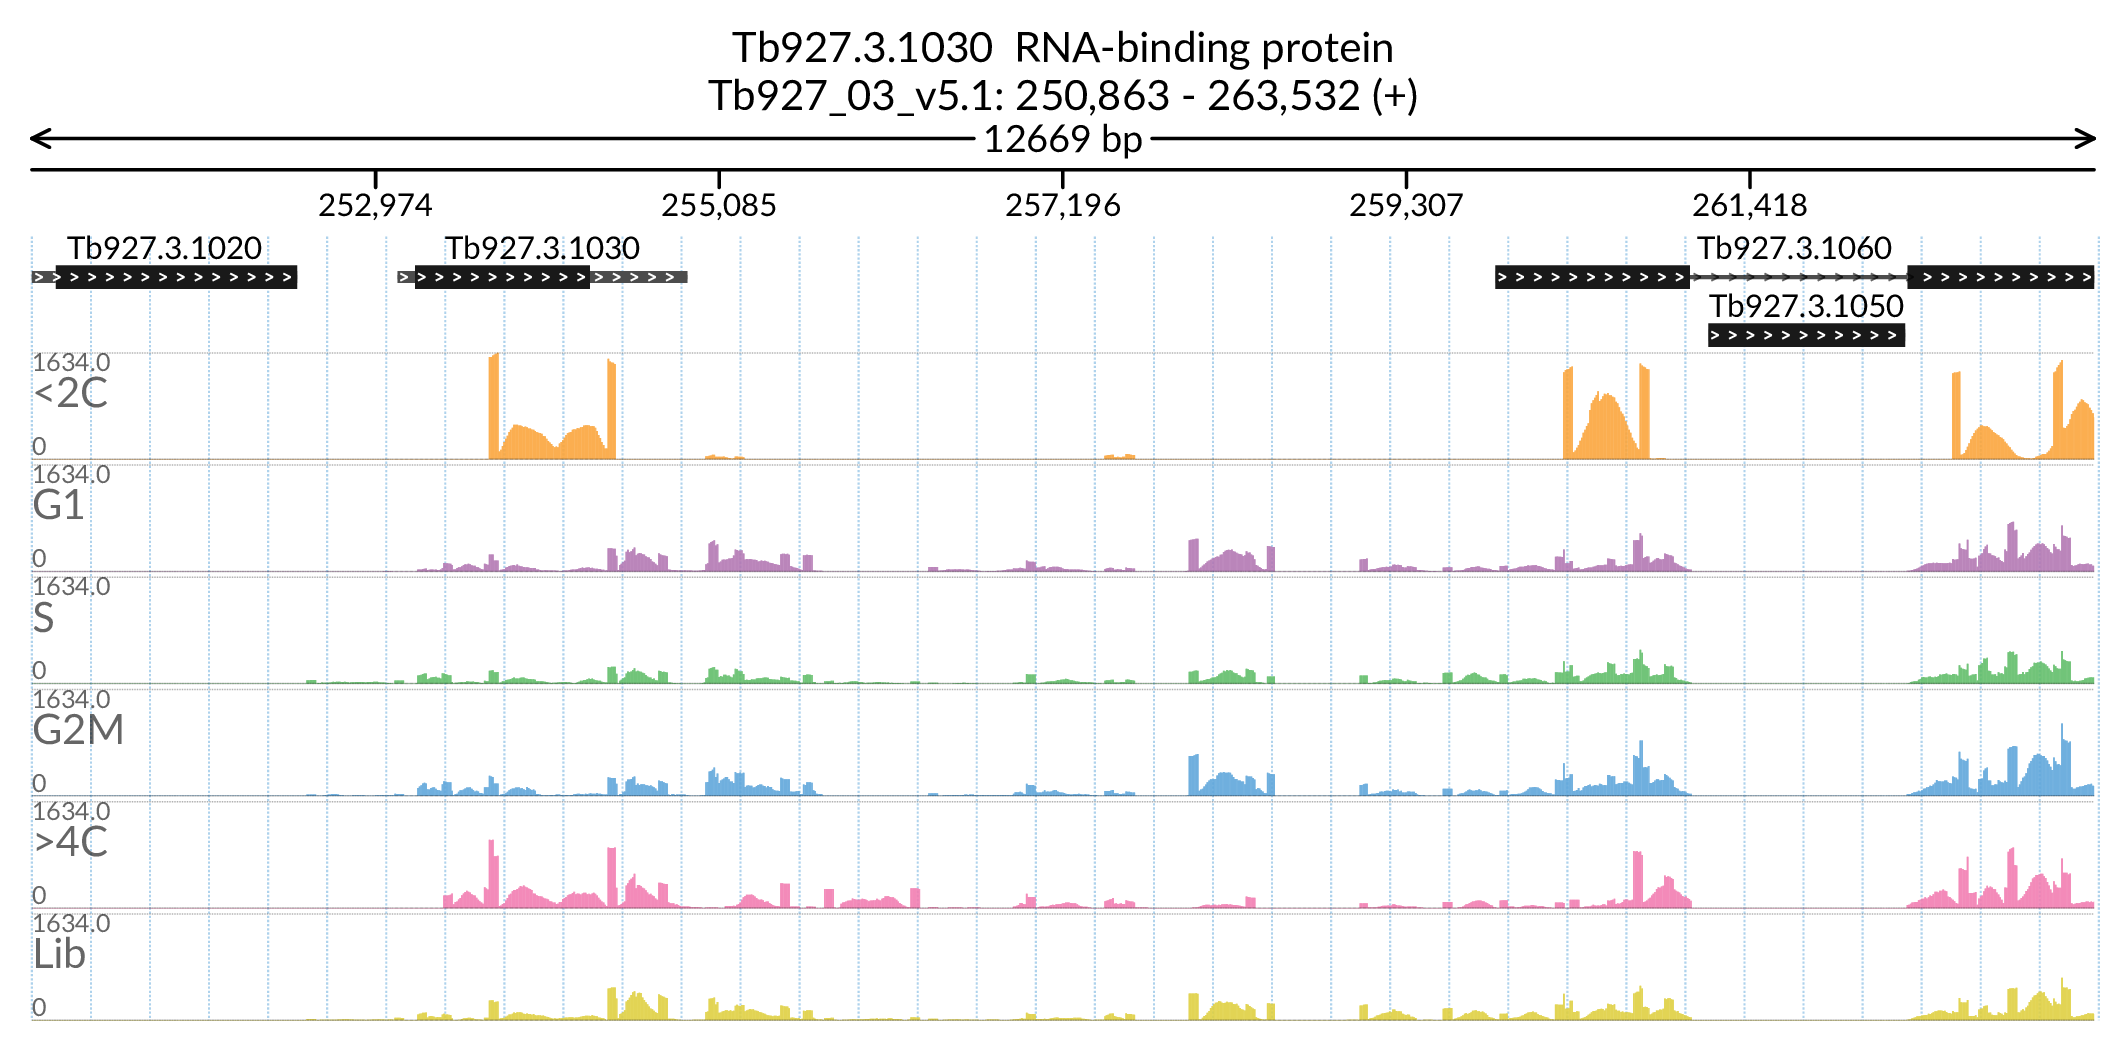 Tb927.3.1030  RNA-binding protein
Tb927_03_v5.1: 250,863 - 263,532 (+)
12669 bp
252,974 255,085 257,196 259,307 261,418
Tb927.3.1020 Tb927.3.1030 Tb927.3.1060
Tb927.3.1050
1634.0
<2C
0
1634.0
G1
0
1634.0
S
0
1634.0
G2M
0
1634.0
>4C
0
1634.0
Lib
0